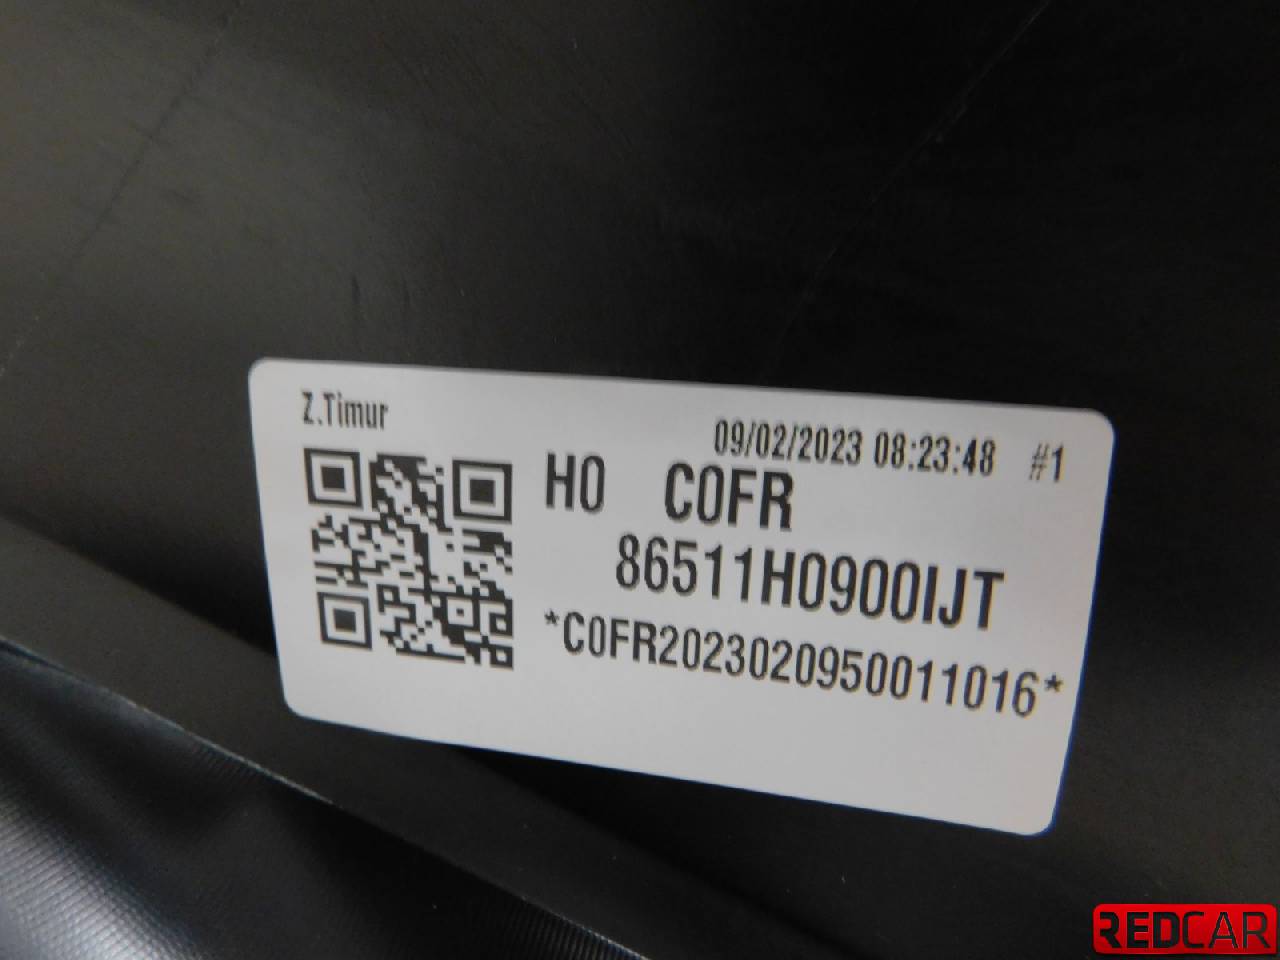 Z.Timur
09/02/2023 08:23:48 #1
H0 C0FR
86511H0900IJT
*C0FR2023020950011016*
REDCAR